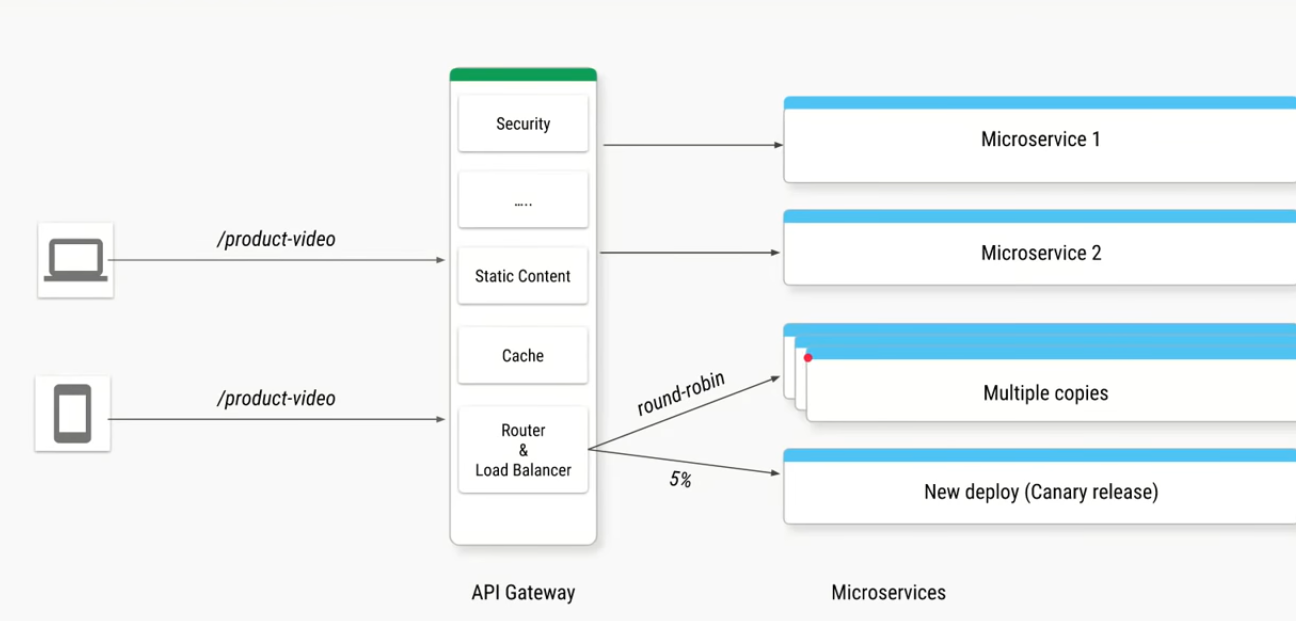 /product-video
/product-video
Security
.....
Static Content
Cache
Router
&
Load Balancer
API Gateway
round-robin
5%
Microservice 1
Microservice 2
Multiple copies
New deploy (Canary release)
Microservices